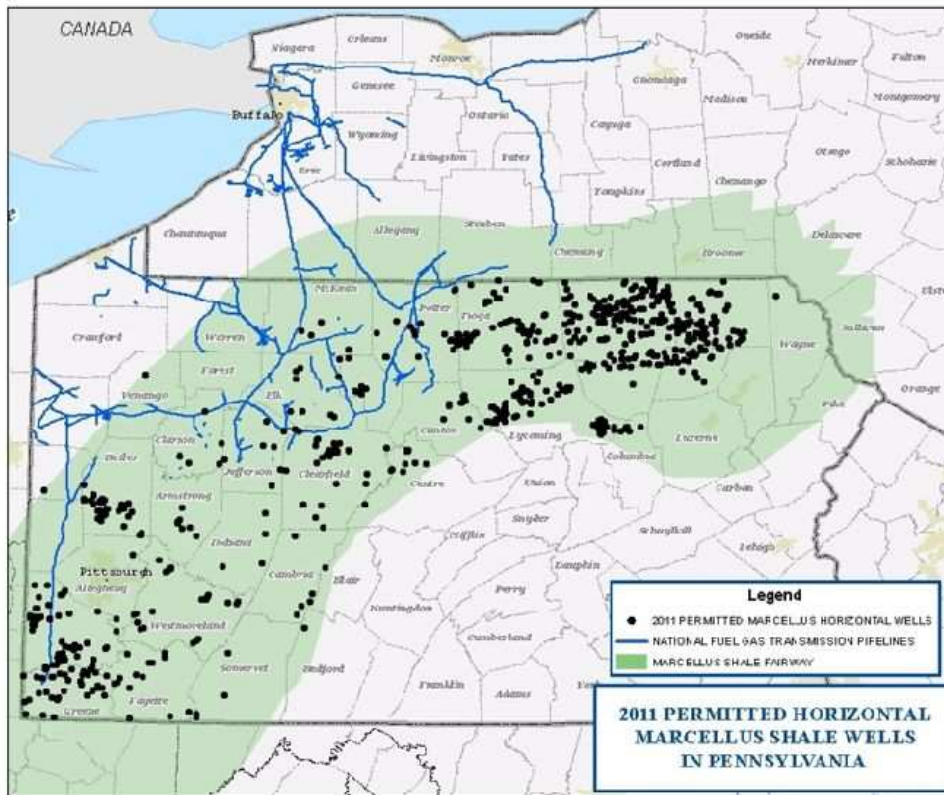 CANADA
Niagara
Orleans
Monroe
Oneida
Herkimer
Fulton
Genesee
Onondaga
Madison
Montgomery
Buffalo
Ontario
Wyoming
Cayuga
Otsego
Schoharie
Erie
Livingston
Yates
Cortland
Tompkins
Chenango
Chautauqua
Allegany
Steuben
Chemung
Broome
Delaware
McKean
Potter
Tioga
Crawford
Warren
Sullivan
Wayne
Forest
Orange
Venango
Elk
Pike
Clarion
Clinton
Lycoming
Luzerne
Butler
Jefferson
Clearfield
Centre
Columbia
Armstrong
Union
Carbon
Snyder
Mifflin
Schuylkill
Indiana
Lehigh
Pittsburgh
Cambria
Blair
Dauphin
Allegheny
Perry
Huntingdon
Westmoreland
Cumberland
Somerset
Bedford
Franklin
Adams
Fayette
Greene
Legend
2011 PERMITTED MARCELLUS HORIZONTAL WELLS
NATIONAL FUEL GAS TRANSMISSION PIPELINES
MARCELLUS SHALE FAIRWAY
2011 PERMITTED HORIZONTAL
MARCELLUS SHALE WELLS
IN PENNSYLVANIA